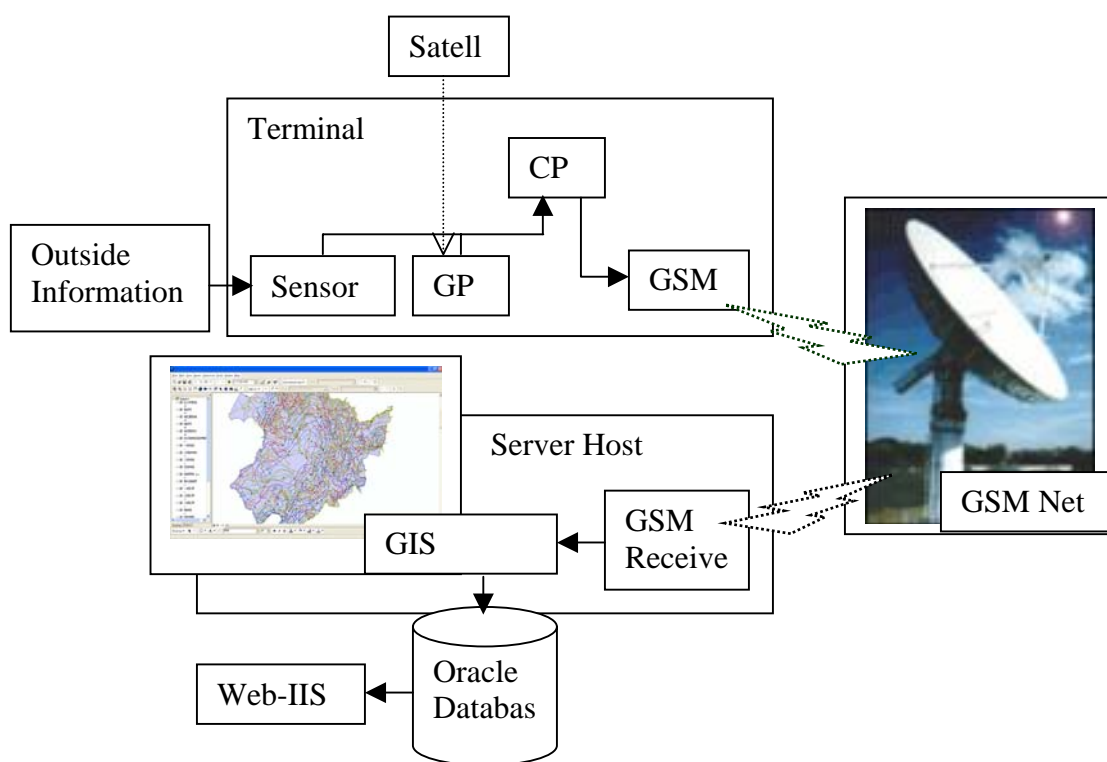 Satell
Terminal
CP
Outside
Information
Sensor
GP
GSM
Server Host
GSM Net
GSM
Receive
GIS
Oracle
Databas
Web-IIS